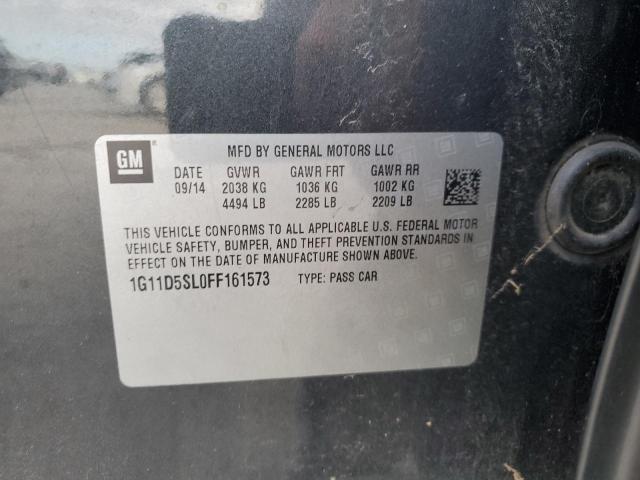 GM
MFD BY GENERAL MOTORS LLC
DATE GVWR GAWR FRT GAWR RR
09/14 2038 KG 1036 KG 1002 KG
4494 LB 2285 LB 2209 LB
THIS VEHICLE CONFORMS TO ALL APPLICABLE U.S. FEDERAL MOTOR
VEHICLE SAFETY, BUMPER, AND THEFT PREVENTION STANDARDS IN
EFFECT ON THE DATE OF MANUFACTURE SHOWN ABOVE.
1G11D5SL0FF161573 TYPE: PASS CAR